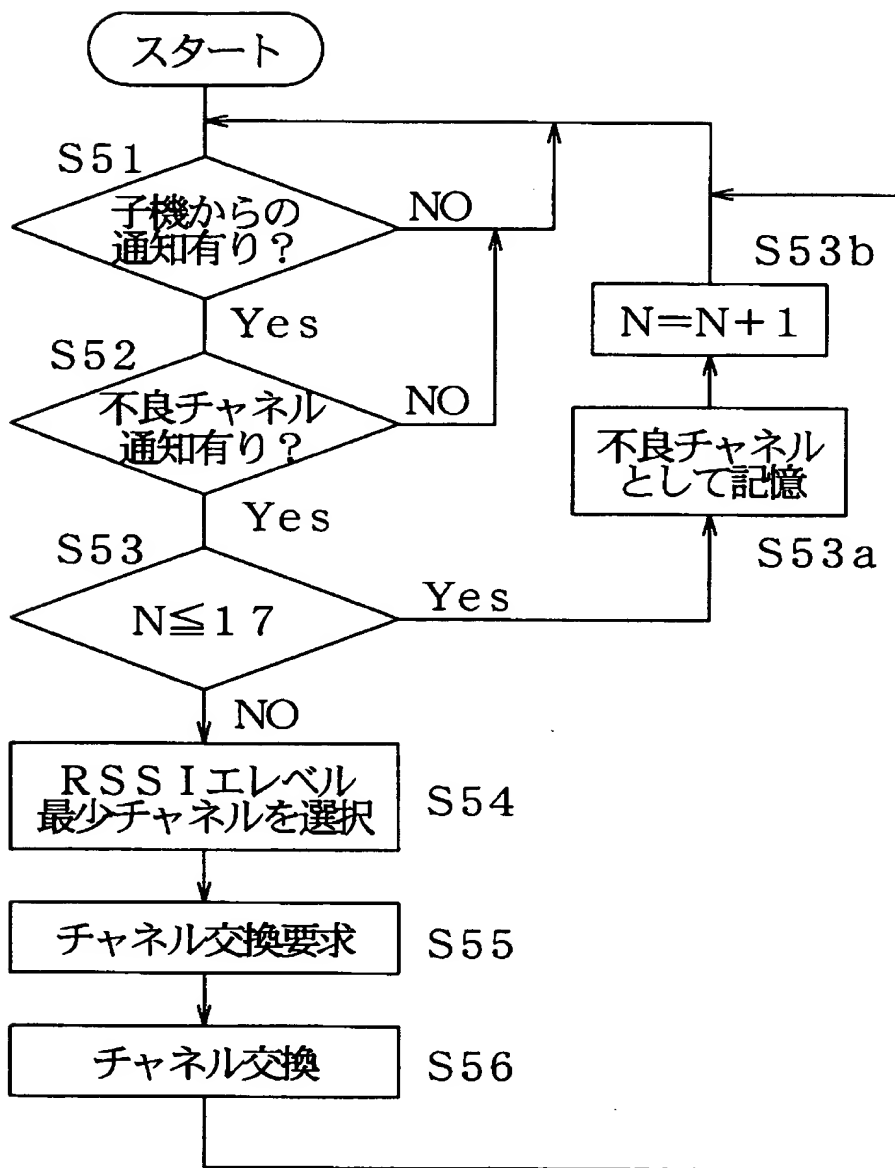 スタート
S51
子機からの
通知有り?
NO
Yes
S52
不良チャネル
通知有り?
NO
Yes
S53
N≦17
Yes
NO
S53b
N=N+1
不良チャネル
として記憶
S53a
RSSIエレベル
最少チャネルを選択
S54
チャネル交換要求
S55
チャネル交換
S56